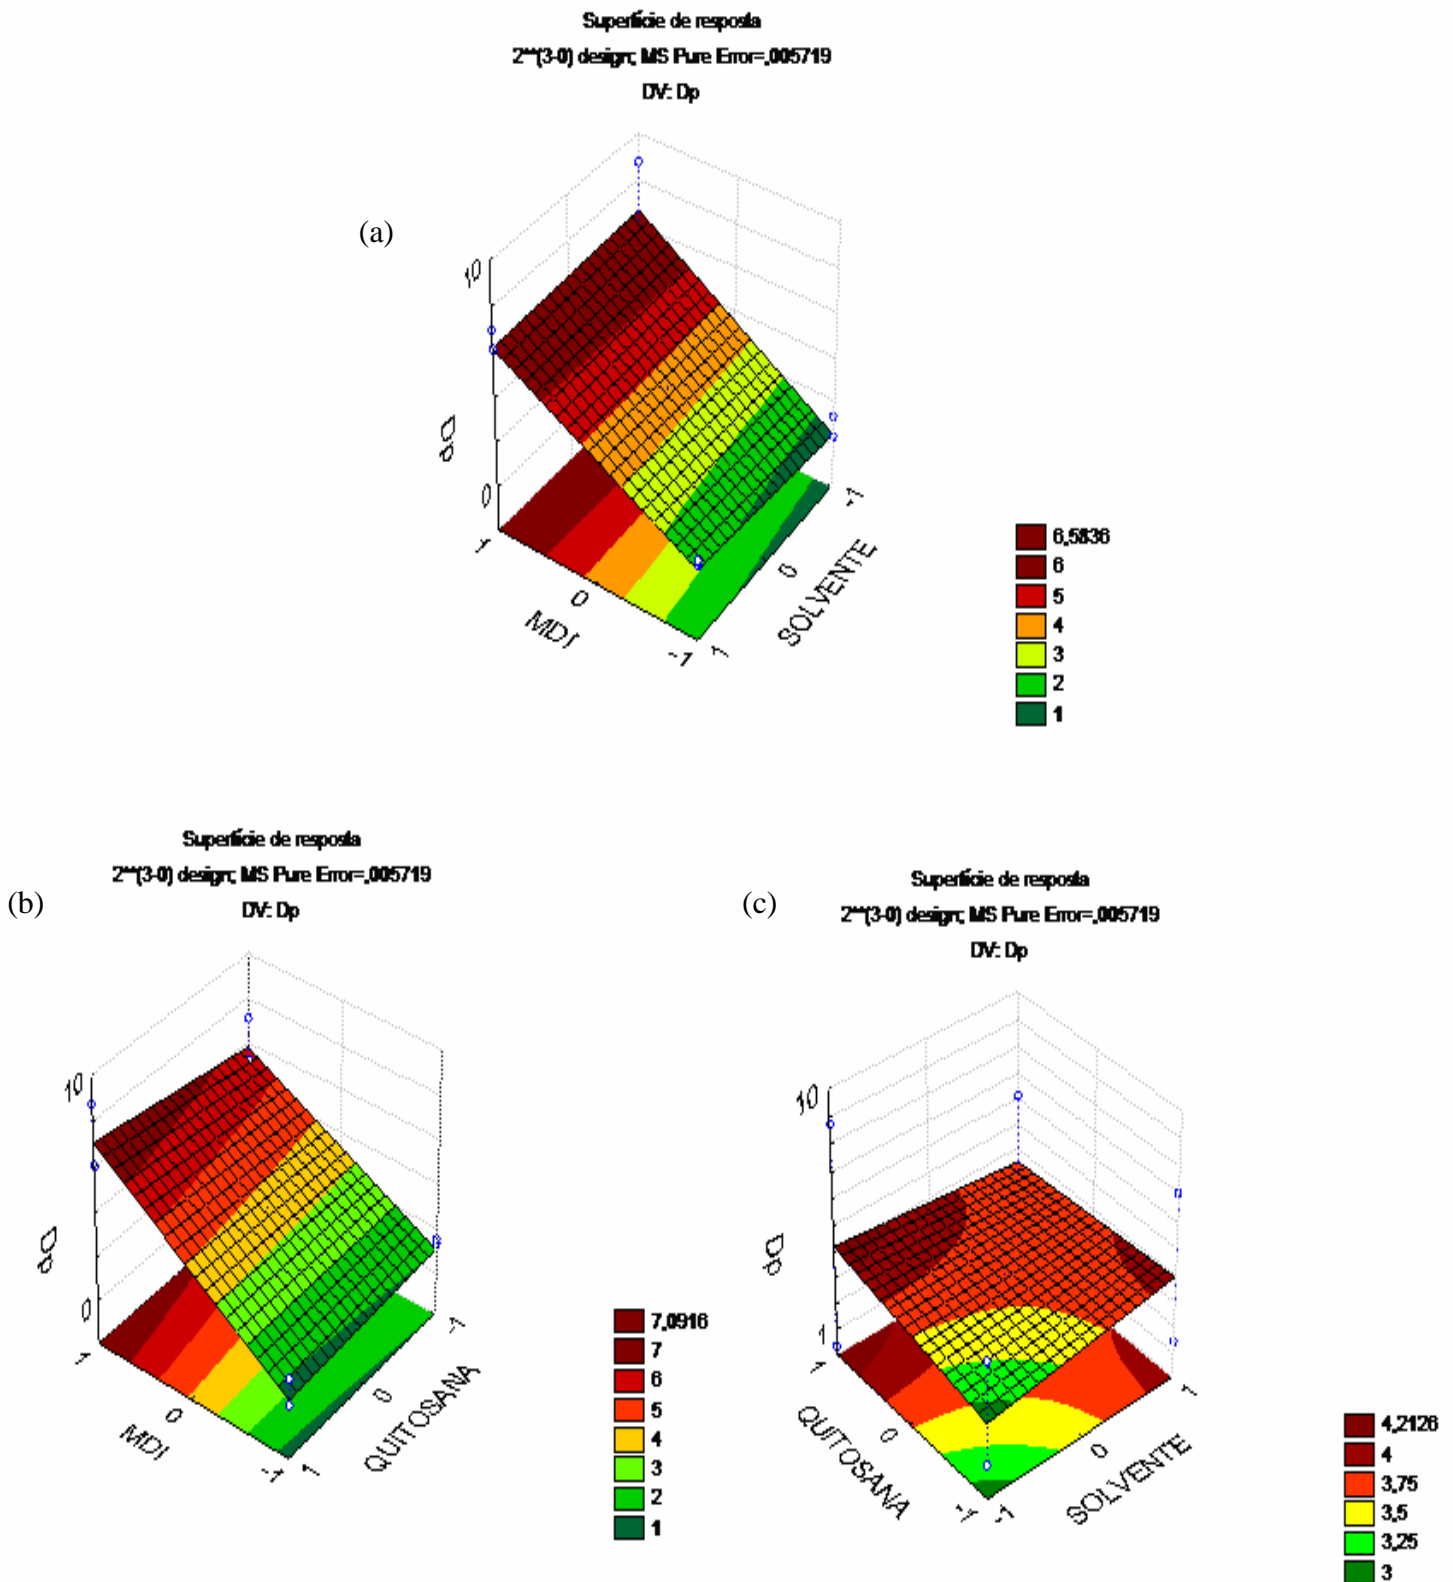 Superfície de resposta
2**(3-0) design; MS Pure Error=,005719
DV: Dp
(a)
10
0
Dp
1
0
-1
MDI
1
0
-1
SOLVENTE
6,5836
6
5
4
3
2
1
Superfície de resposta
2**(3-0) design; MS Pure Error=,005719
DV: Dp
(b)
10
0
Dp
1
0
-1
MDI
1
0
-1
QUITOSANA
7,0916
7
6
5
4
3
2
1
Superfície de resposta
2**(3-0) design; MS Pure Error=,005719
DV: Dp
(c)
10
1
Dp
1
0
-1
QUITOSANA
-1
0
1
SOLVENTE
4,2126
4
3,75
3,5
3,25
3